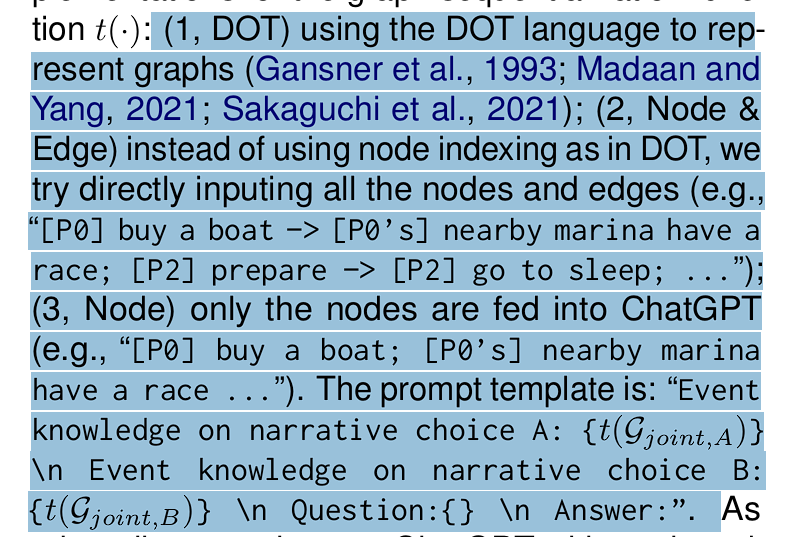 tion t(·): (1, DOT) using the DOT language to rep-
resent graphs (Gansner et al., 1993; Madaan and
Yang, 2021; Sakaguchi et al., 2021); (2, Node &
Edge) instead of using node indexing as in DOT, we
try directly inputing all the nodes and edges (e.g.,
“[P0] buy a boat –> [P0’s] nearby marina have a
race; [P2] prepare –> [P2] go to sleep; ...”);
(3, Node) only the nodes are fed into ChatGPT
(e.g., “[P0] buy a boat; [P0’s] nearby marina
have a race ...”). The prompt template is: “Event
knowledge on narrative choice A: {t(𝒢joint,A)}
\n Event knowledge on narrative choice B:
{t(𝒢joint,B)} \n Question:{} \n Answer:”. As